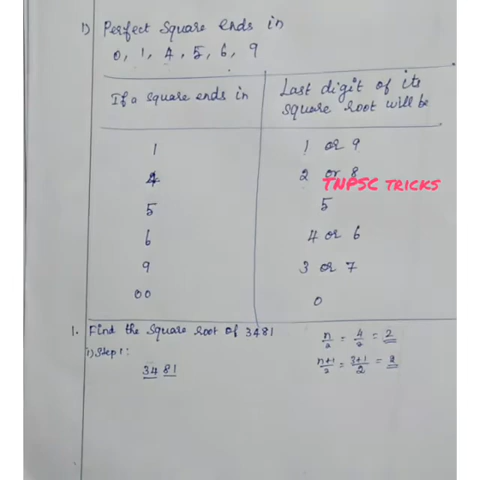 1) Perfect Square ends in
0, 1, 4, 5, 6, 9
If a square ends in
Last digit of its
square root will be
1
1 or 9
4
2 or 8
TNPSC TRICKS
5
5
6
4 or 6
9
3 or 7
00
0
1. Find the square root of 3481
n/2 = 4/2 = 2
i) Step 1:
n+1/2 = 3+1/2 = 2
34 81